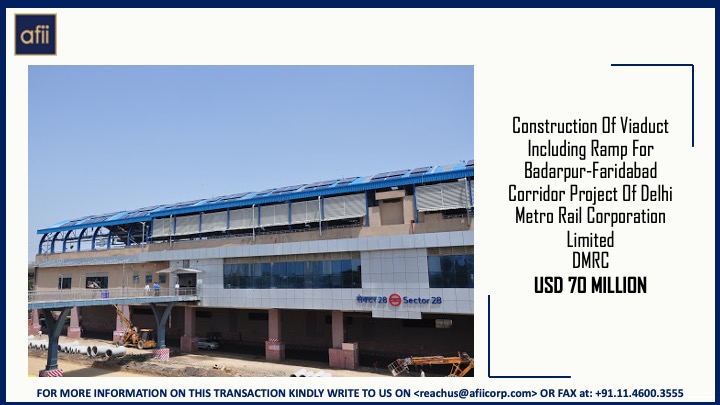 afii
Construction Of Viaduct
Including Ramp For
Badarpur-Faridabad
Corridor Project Of Delhi
Metro Rail Corporation
Limited
DMRC
USD 70 MILLION
सेक्टर 28 Sector 28
FOR MORE INFORMATION ON THIS TRANSACTION KINDLY WRITE TO US ON <reachus@afiicorp.com> OR FAX at: +91.11.4600.3555